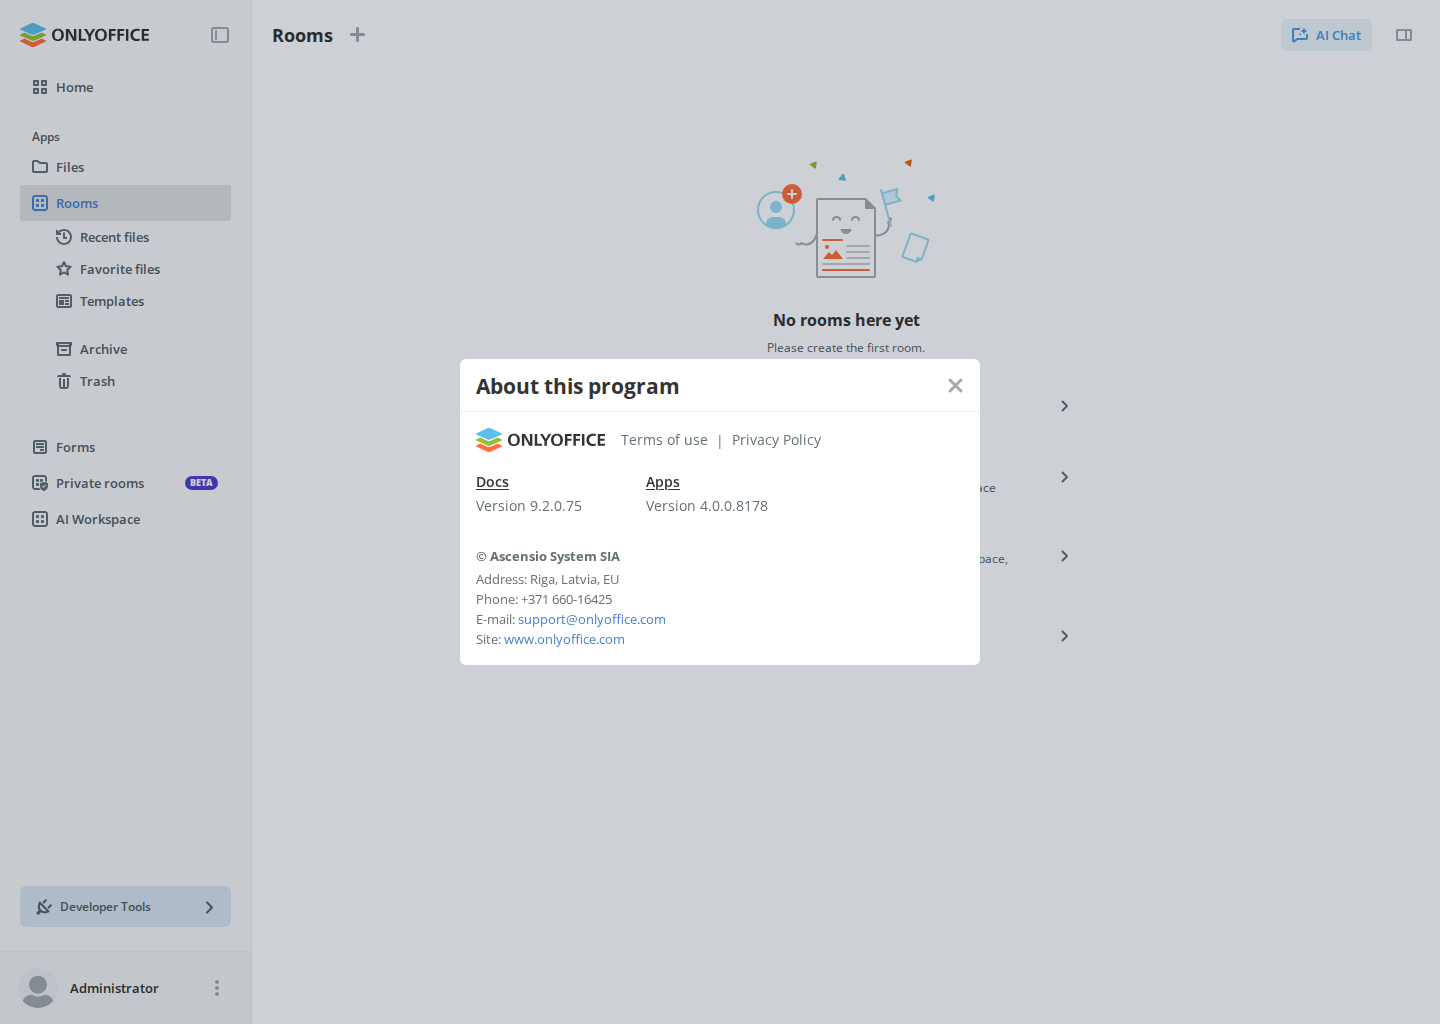 ONLYOFFICE
Home
Apps
Files
Rooms
Recent files
Favorite files
Templates
Archive
Trash
Forms
Private rooms BETA
AI Workspace
Developer Tools
Administrator
Rooms
AI Chat
No rooms here yet
Please create the first room.
pace,
About this program
ONLYOFFICE Terms of use | Privacy Policy
Docs Apps
Version 9.2.0.75 Version 4.0.0.8178
© Ascensio System SIA
Address: Riga, Latvia, EU
Phone: +371 660-16425
E-mail: support@onlyoffice.com
Site: www.onlyoffice.com